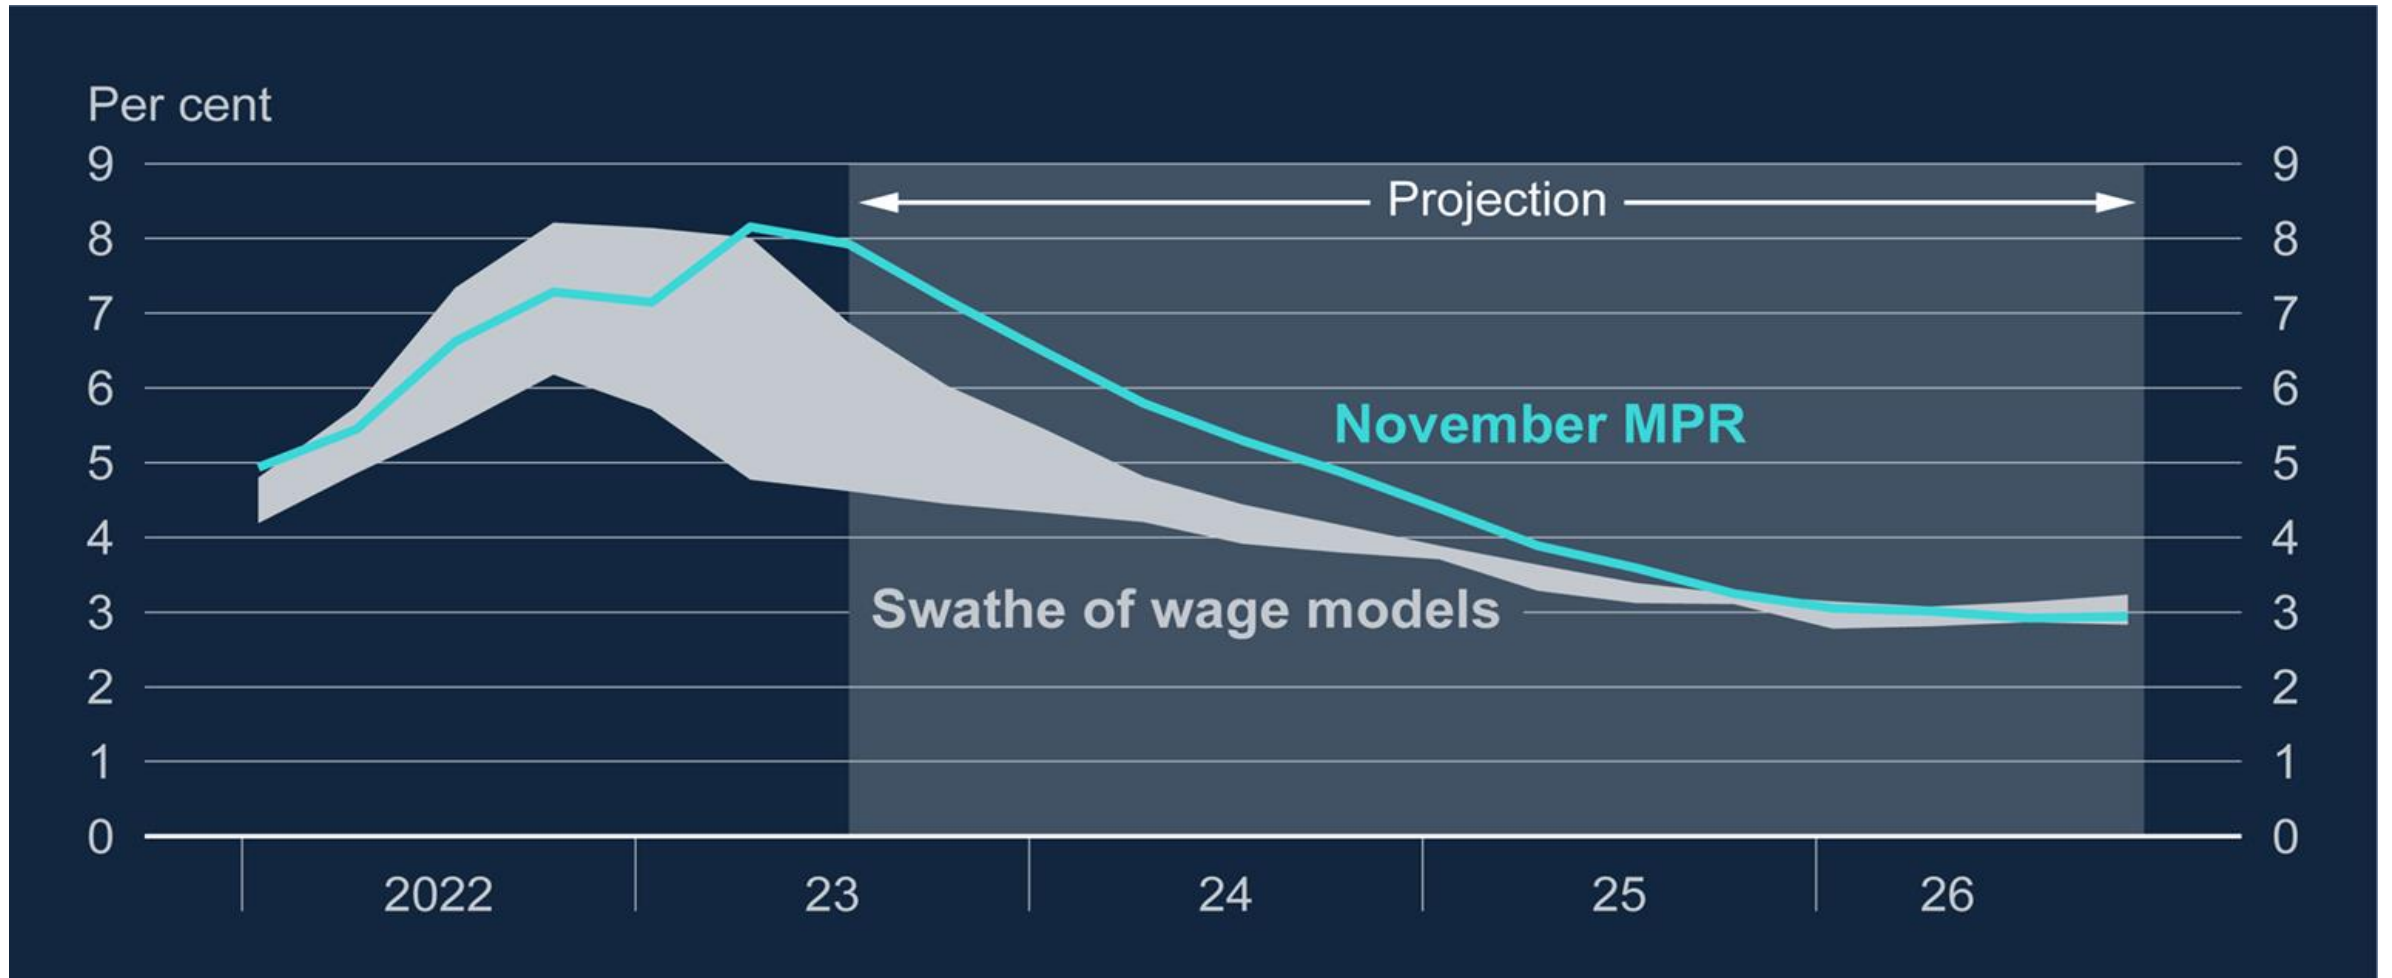 Per cent
9 9
Projection
8 8
7 7
6 6
November MPR
5 5
4 4
Swathe of wage models
3 3
2 2
1 1
0 0
2022 23 24 25 26